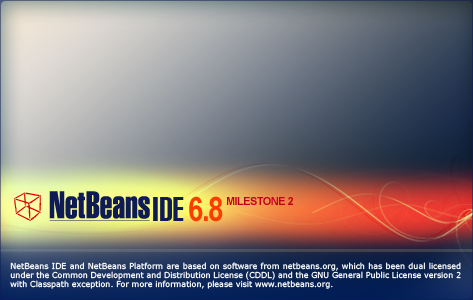 NetBeans IDE 6.8 MILESTONE 2
NetBeans IDE and NetBeans Platform are based on software from netbeans.org, which has been dual licensed
under the Common Development and Distribution License (CDDL) and the GNU General Public License version 2
with Classpath exception. For more information, please visit www.netbeans.org.